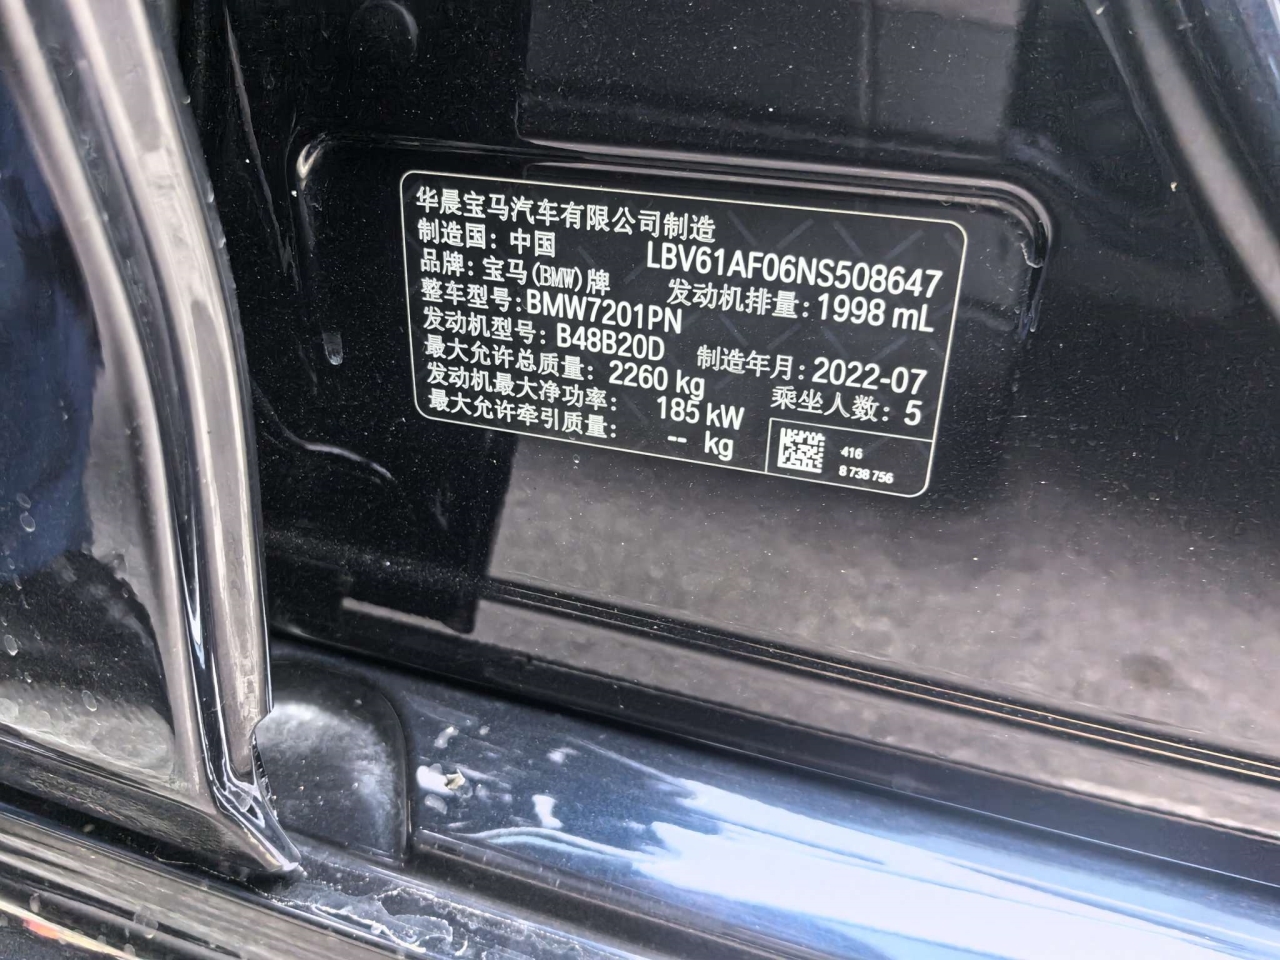 华晨宝马汽车有限公司制造
制造国：中国
LBV61AF06NS508647
品牌：宝马(BMW)牌
发动机排量：1998 mL
整车型号：BMW7201PN
发动机型号：B48B20D
制造年月：2022-07
最大允许总质量：2260 kg
乘坐人数：5
发动机最大净功率：185 kW
最大允许牵引质量：-- kg
416
8 738 756